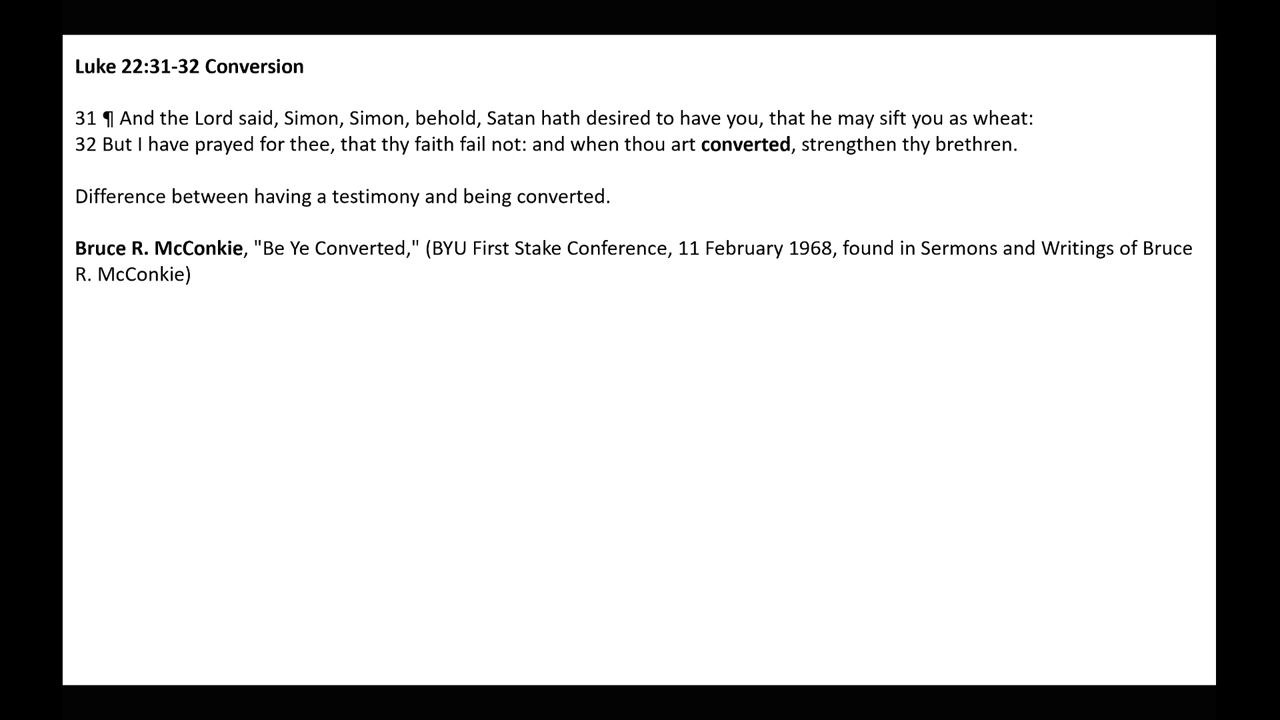 Luke 22:31-32 Conversion
31 ¶ And the Lord said, Simon, Simon, behold, Satan hath desired to have you, that he may sift you as wheat:
32 But I have prayed for thee, that thy faith fail not: and when thou art converted, strengthen thy brethren.
Difference between having a testimony and being converted.
Bruce R. McConkie, "Be Ye Converted," (BYU First Stake Conference, 11 February 1968, found in Sermons and Writings of Bruce
R. McConkie)